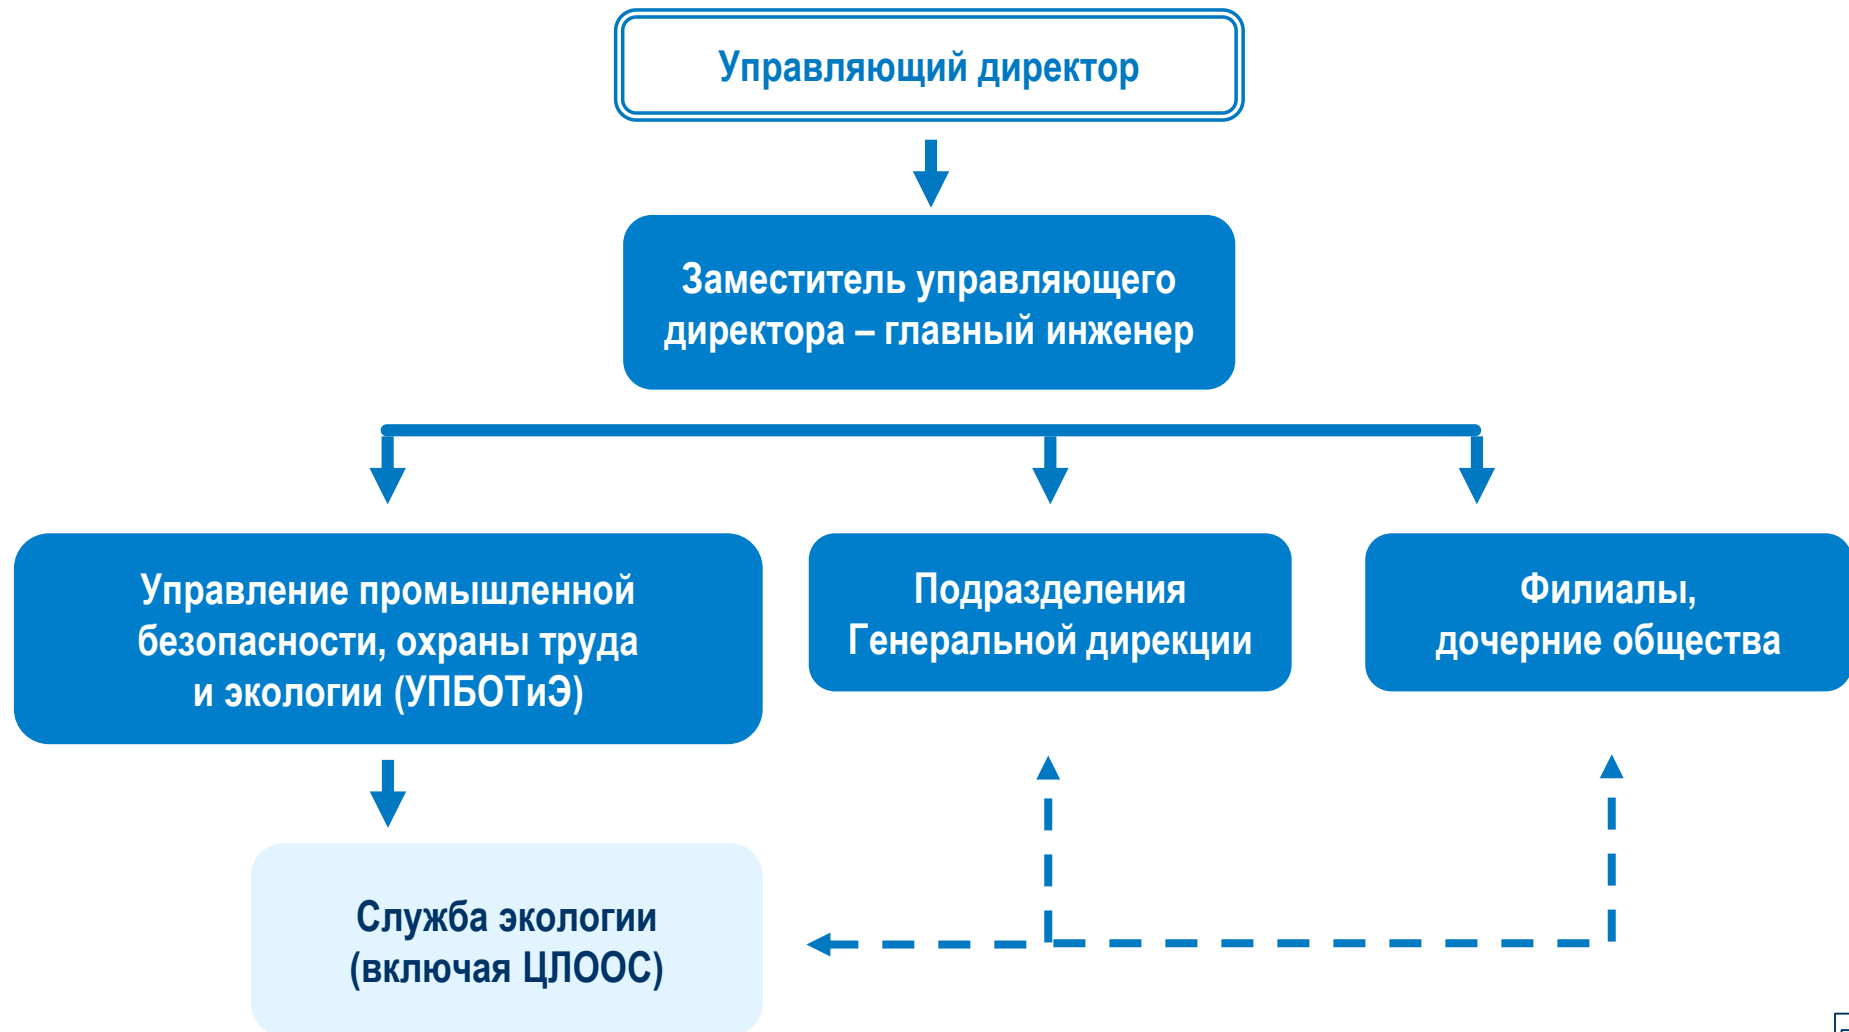 Управляющий директор
Заместитель управляющего
директора – главный инженер
Управление промышленной
безопасности, охраны труда
и экологии (УПБОТиЭ)
Подразделения
Генеральной дирекции
Филиалы,
дочерние общества
Служба экологии
(включая ЦЛООС)